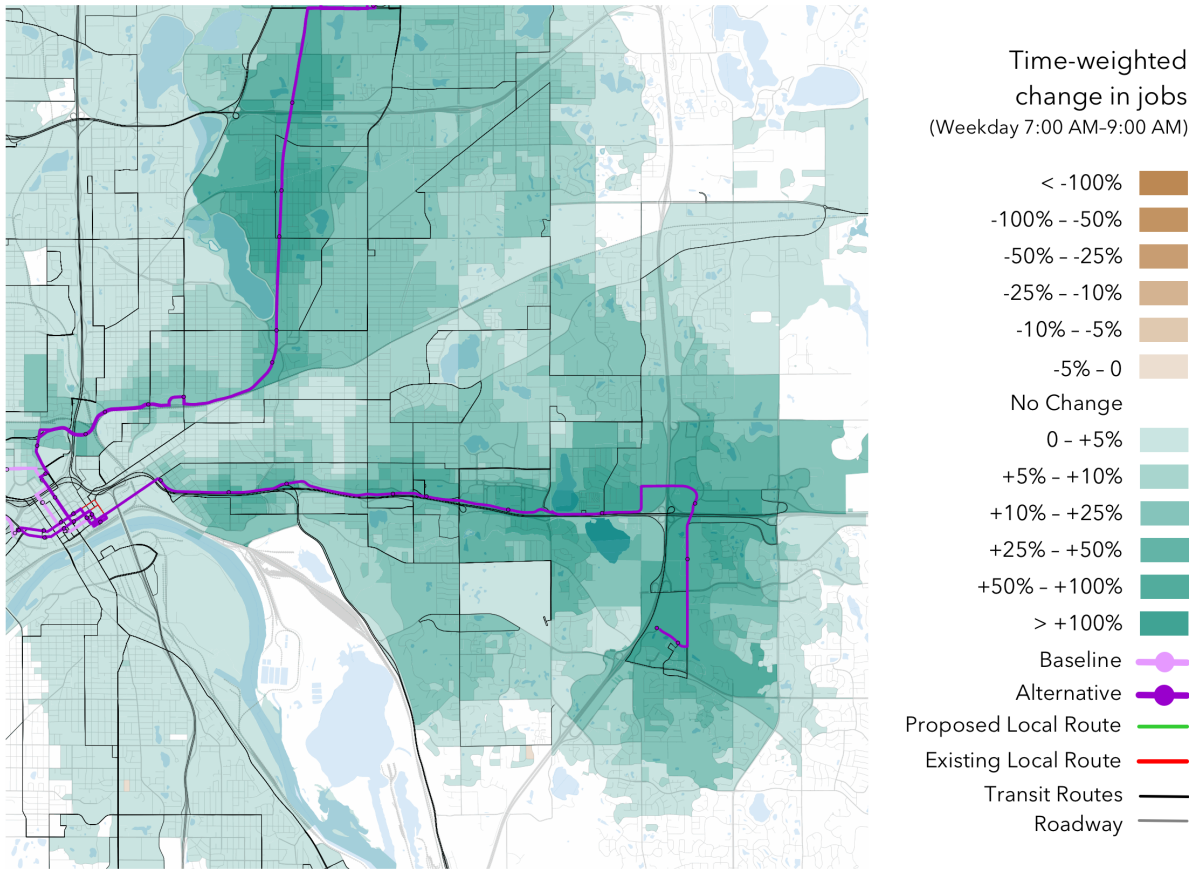 Time-weighted
change in jobs
(Weekday 7:00 AM–9:00 AM)
< -100%
-100% – -50%
-50% – -25%
-25% – -10%
-10% – -5%
-5% – 0
No Change
0 – +5%
+5% – +10%
+10% – +25%
+25% – +50%
+50% – +100%
> +100%
Baseline
Alternative
Proposed Local Route
Existing Local Route
Transit Routes
Roadway